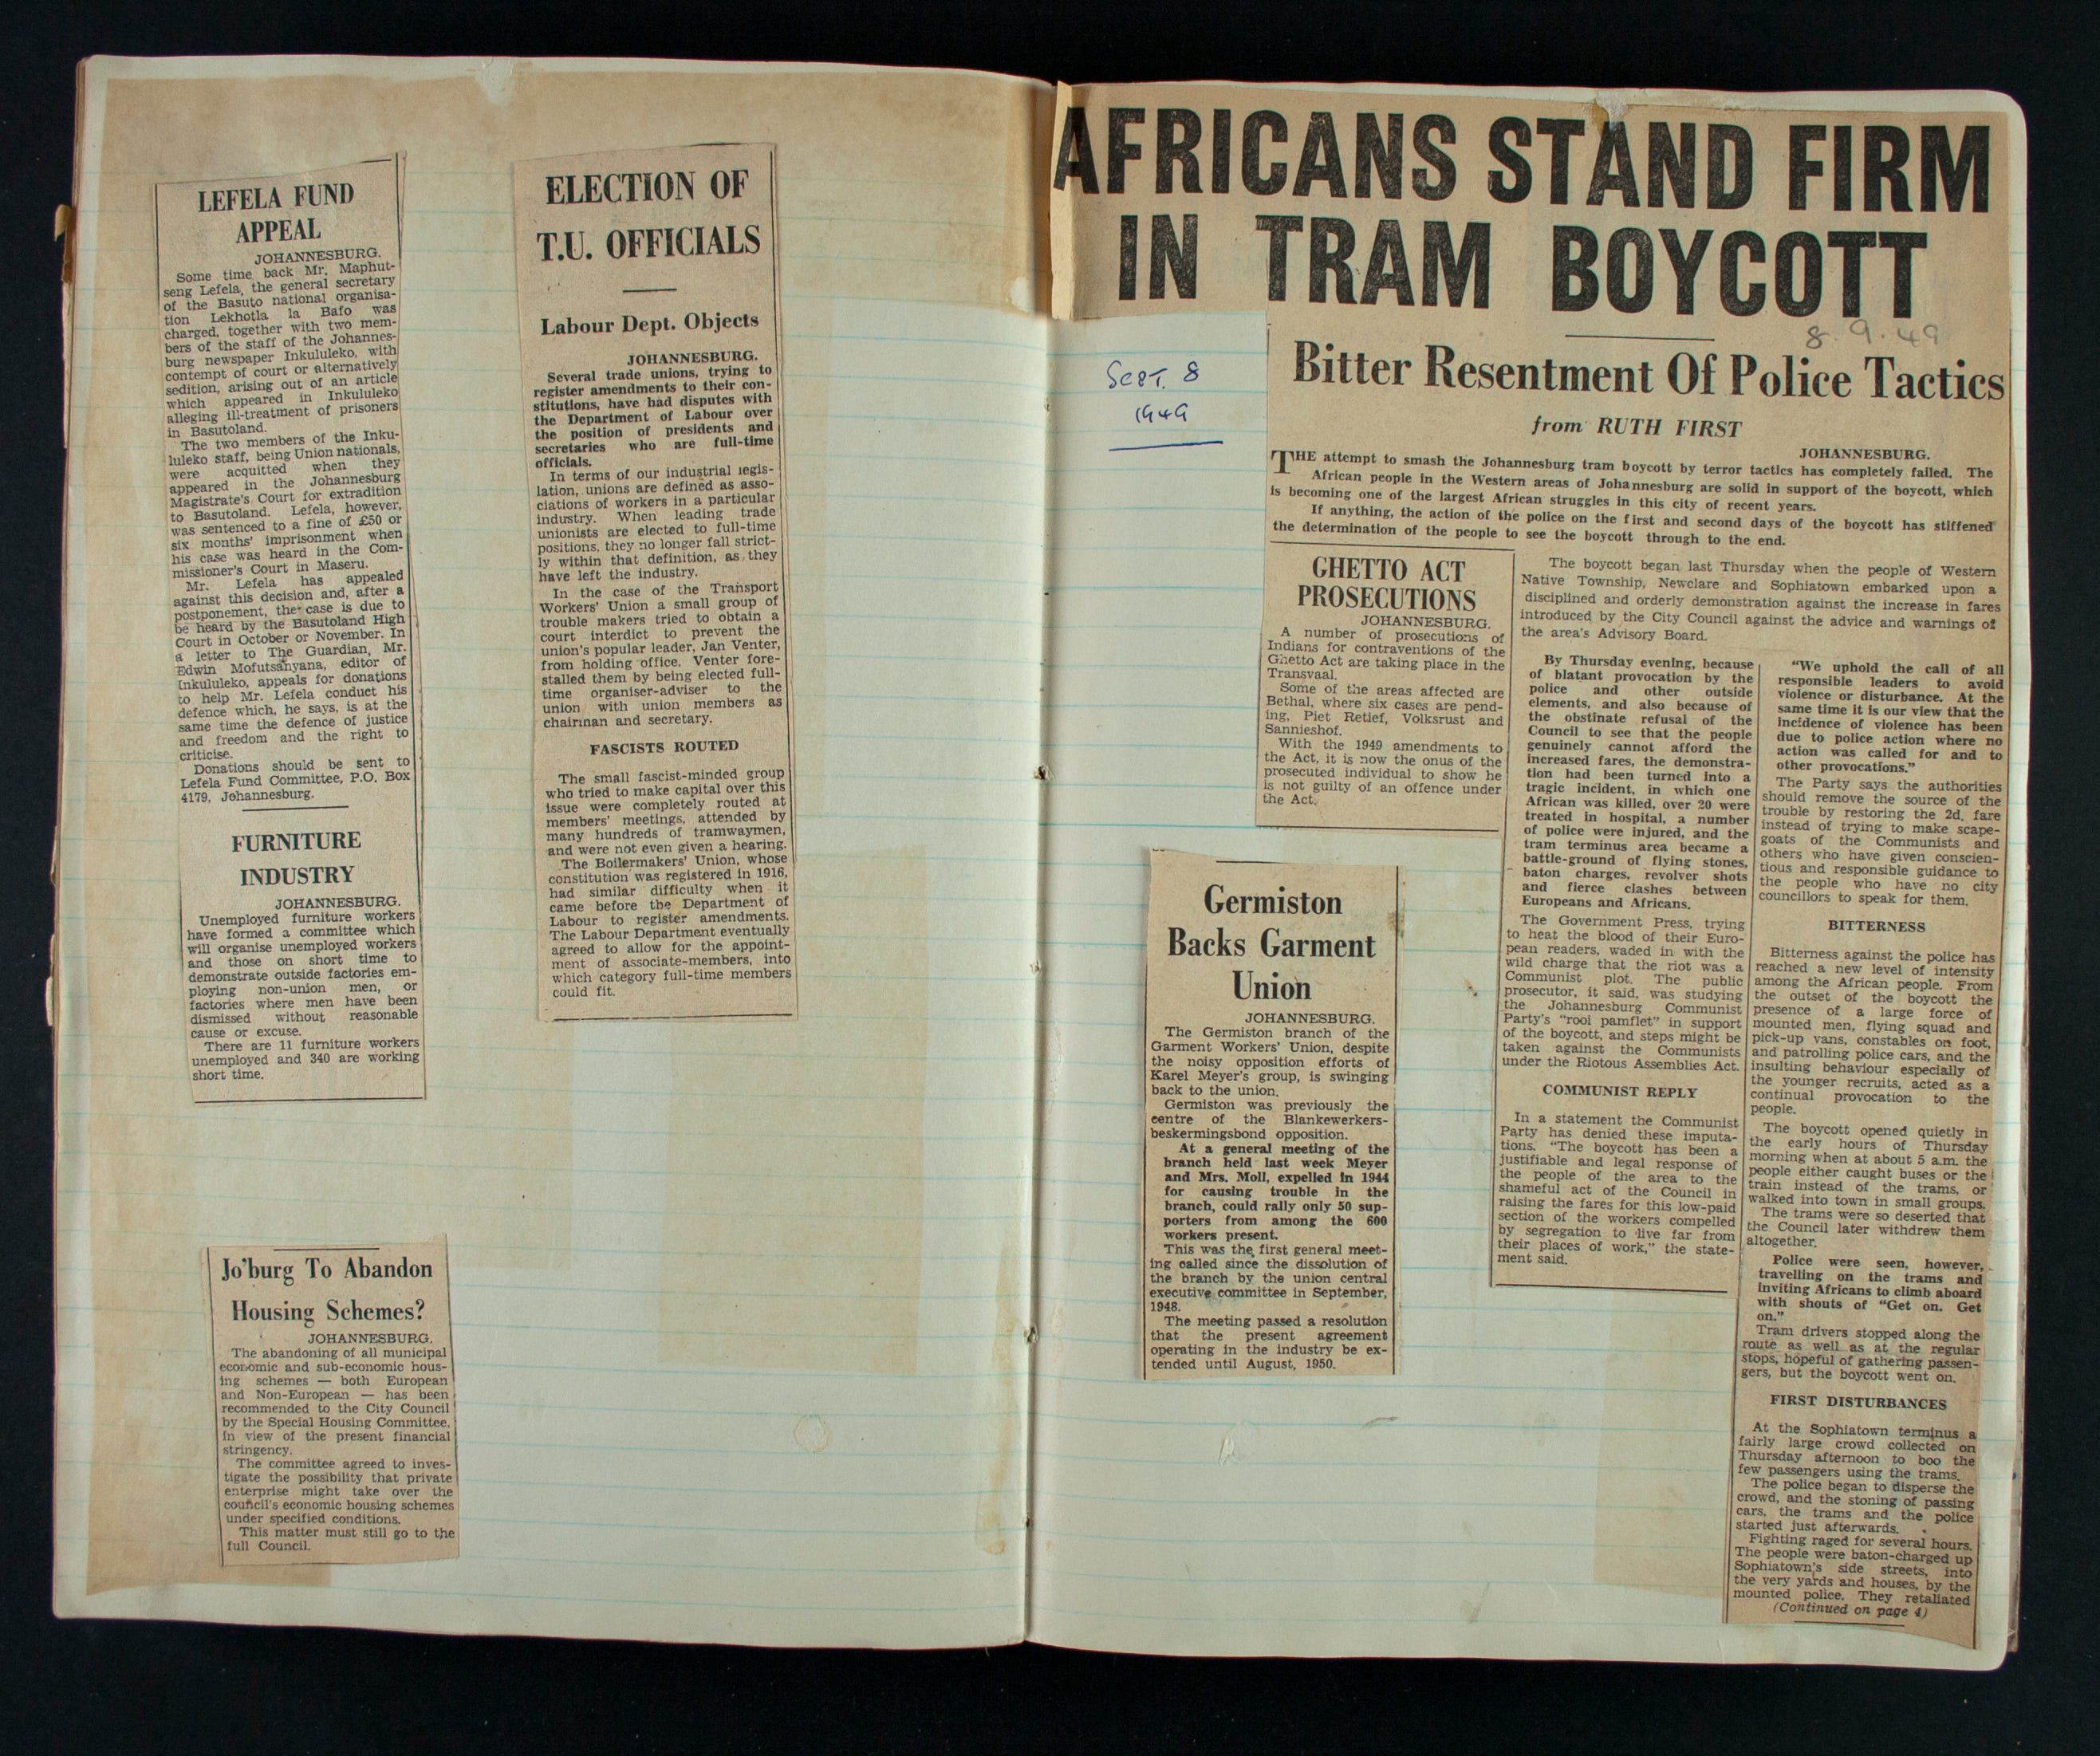 LEFELA FUND
APPEAL
JOHANNESBURG.
Some time back Mr. Maphut-
seng Lefela, the general secretary
of the Basuto national organisa-
tion Lekhotla la Bafo was
charged, together with two mem-
bers of the staff of the Johannes-
burg newspaper Inkululeko, with
contempt of court or alternatively
sedition, arising out of an article
which appeared in Inkululeko
alleging ill-treatment of prisoners
in Basutoland.
The two members of the Inku-
luleko staff, being Union nationals,
were acquitted when they
appeared in the Johannesburg
Magistrate's Court for extradition
to Basutoland. Lefela, however,
was sentenced to a fine of £50 or
six months' imprisonment when
his case was heard in the Com-
missioner's Court in Maseru.
Mr. Lefela has appealed
against this decision and, after a
postponement, the case is due to
be heard by the Basutoland High
Court in October or November. In
a letter to The Guardian, Mr.
Edwin Mofutsanyana, editor of
Inkululeko, appeals for donations
to help Mr. Lefela conduct his
defence which, he says, is at the
same time the defence of justice
and freedom and the right to
criticise.
Donations should be sent to
Lefela Fund Committee, P.O. Box
4179, Johannesburg.
FURNITURE
INDUSTRY
JOHANNESBURG.
Unemployed furniture workers
have formed a committee which
will organise unemployed workers
and those on short time to
demonstrate outside factories em-
ploying non-union men, or
factories where men have been
dismissed without reasonable
cause or excuse.
There are 11 furniture workers
unemployed and 340 are working
short time.
Jo'burg To Abandon
Housing Schemes?
JOHANNESBURG.
The abandoning of all municipal
economic and sub-economic hous-
ing schemes — both European
and Non-European — has been
recommended to the City Council
by the Special Housing Committee,
in view of the present financial
stringency.
The committee agreed to inves-
tigate the possibility that private
enterprise might take over the
council's economic housing schemes
under specified conditions.
This matter must still go to the
full Council.
ELECTION OF
T.U. OFFICIALS
Labour Dept. Objects
JOHANNESBURG.
Several trade unions, trying to
register amendments to their con-
stitutions, have had disputes with
the Department of Labour over
the position of presidents and
secretaries who are full-time
officials.
In terms of our industrial legis-
lation, unions are defined as asso-
ciations of workers in a particular
industry. When leading trade
unionists are elected to full-time
positions, they no longer fall strict-
ly within that definition, as they
have left the industry.
In the case of the Transport
Workers' Union a small group of
trouble makers tried to obtain a
court interdict to prevent the
union's popular leader, Jan Venter,
from holding office. Venter fore-
stalled them by being elected full-
time organiser-adviser to the
union with union members as
chairman and secretary.
FASCISTS ROUTED
The small fascist-minded group
who tried to make capital over this
issue were completely routed at
members' meetings, attended by
many hundreds of tramwaymen,
and were not even given a hearing.
The Boilermakers' Union, whose
constitution was registered in 1916,
had similar difficulty when it
came before the Department of
Labour to register amendments.
The Labour Department eventually
agreed to allow for the appoint-
ment of associate-members, into
which category full-time members
could fit.
AFRICANS STAND FIRM
IN TRAM BOYCOTT
8.9.49
Sept. 8
1949
Bitter Resentment Of Police Tactics
from RUTH FIRST
JOHANNESBURG.
THE attempt to smash the Johannesburg tram boycott by terror tactics has completely failed. The
African people in the Western areas of Johannesburg are solid in support of the boycott, which
is becoming one of the largest African struggles in this city of recent years.
If anything, the action of the police on the first and second days of the boycott has stiffened
the determination of the people to see the boycott through to the end.
GHETTO ACT
PROSECUTIONS
JOHANNESBURG.
A number of prosecutions of
Indians for contraventions of the
Ghetto Act are taking place in the
Transvaal.
Some of the areas affected are
Bethal, where six cases are pend-
ing, Piet Retief, Volksrust and
Sannieshof.
With the 1949 amendments to
the Act, it is now the onus of the
prosecuted individual to show he
is not guilty of an offence under
the Act.
Germiston
Backs Garment
Union
JOHANNESBURG.
The Germiston branch of the
Garment Workers' Union, despite
the noisy opposition efforts of
Karel Meyer's group, is swinging
back to the union.
Germiston was previously the
centre of the Blankewerkers-
beskermingsbond opposition.
At a general meeting of the
branch held last week Meyer
and Mrs. Moll, expelled in 1944
for causing trouble in the
branch, could rally only 50 sup-
porters from among the 600
workers present.
This was the first general meet-
ing called since the dissolution of
the branch by the union central
executive committee in September,
1948.
The meeting passed a resolution
that the present agreement
operating in the industry be ex-
tended until August, 1950.
The boycott began last Thursday when the people of Western
Native Township, Newclare and Sophiatown embarked upon a
disciplined and orderly demonstration against the increase in fares
introduced by the City Council against the advice and warnings of
the area's Advisory Board.
By Thursday evening, because
of blatant provocation by the
police and other outside
elements, and also because of
the obstinate refusal of the
Council to see that the people
genuinely cannot afford the
increased fares, the demonstra-
tion had been turned into a
tragic incident, in which one
African was killed, over 20 were
treated in hospital, a number
of police were injured, and the
tram terminus area became a
battle-ground of flying stones,
baton charges, revolver shots
and fierce clashes between
Europeans and Africans.
The Government Press, trying
to heat the blood of their Euro-
pean readers, waded in with the
wild charge that the riot was a
Communist plot. The public
prosecutor, it said, was studying
the Johannesburg Communist
Party's "rooi pamflet" in support
of the boycott, and steps might be
taken against the Communists
under the Riotous Assemblies Act.
COMMUNIST REPLY
In a statement the Communist
Party has denied these imputa-
tions. "The boycott has been a
justifiable and legal response of
the people of the area to the
shameful act of the Council in
raising the fares for this low-paid
section of the workers compelled
by segregation to live far from
their places of work," the state-
ment said.
"We uphold the call of all
responsible leaders to avoid
violence or disturbance. At the
same time it is our view that the
incidence of violence has been
due to police action where no
action was called for and to
other provocations."
The Party says the authorities
should remove the source of the
trouble by restoring the 2d. fare
instead of trying to make scape-
goats of the Communists and
others who have given conscien-
tious and responsible guidance to
the people who have no city
councillors to speak for them.
BITTERNESS
Bitterness against the police has
reached a new level of intensity
among the African people. From
the outset of the boycott the
presence of a large force of
mounted men, flying squad and
pick-up vans, constables on foot,
and patrolling police cars, and the
insulting behaviour especially of
the younger recruits, acted as a
continual provocation to the
people.
The boycott opened quietly in
the early hours of Thursday
morning when at about 5 a.m. the
people either caught buses or the
train instead of the trams, or
walked into town in small groups.
The trams were so deserted that
the Council later withdrew them
altogether.
Police were seen, however,
travelling on the trams and
inviting Africans to climb aboard
with shouts of "Get on. Get
on."
Tram drivers stopped along the
route as well as at the regular
stops, hopeful of gathering passen-
gers, but the boycott went on.
FIRST DISTURBANCES
At the Sophiatown terminus a
fairly large crowd collected on
Thursday afternoon to boo the
few passengers using the trams.
The police began to disperse the
crowd, and the stoning of passing
cars, the trams and the police
started just afterwards.
Fighting raged for several hours.
The people were baton-charged up
Sophiatown's side streets, into
the very yards and houses, by the
mounted police. They retaliated
(Continued on page 4)